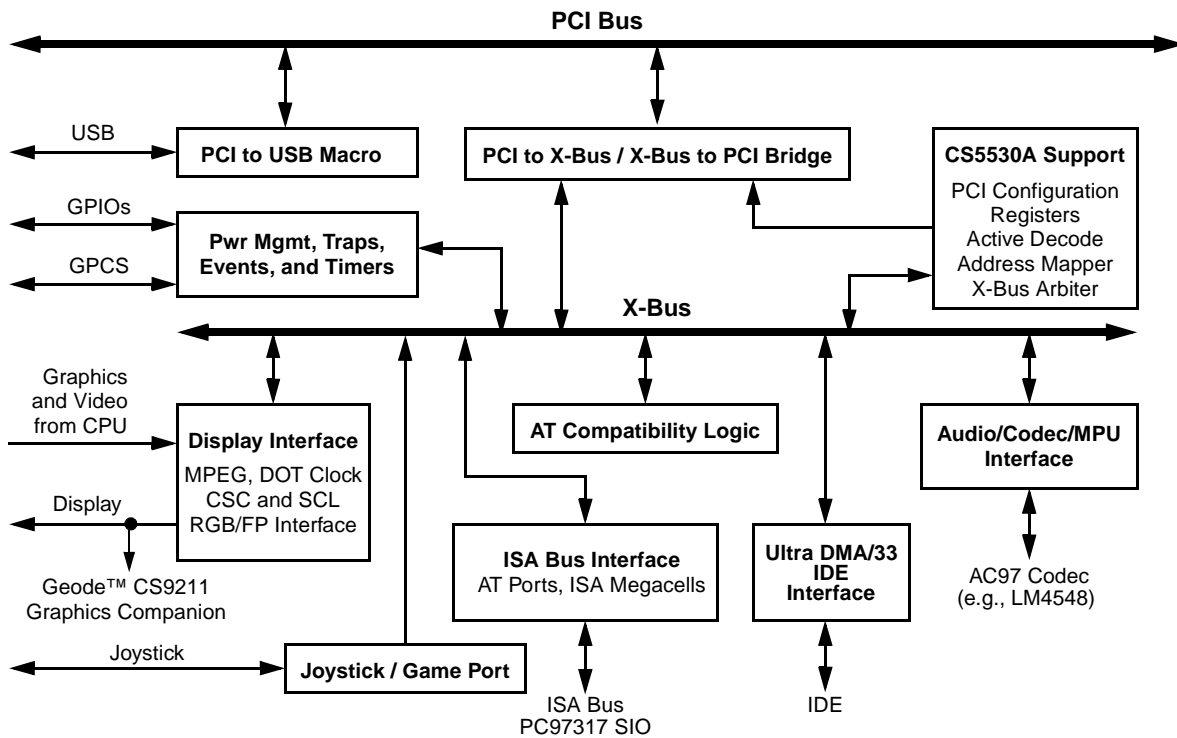 PCI Bus
USB
PCI to USB Macro
PCI to X-Bus / X-Bus to PCI Bridge
CS5530A Support
PCI Configuration
Registers
Active Decode
Address Mapper
X-Bus Arbiter
GPIOs
GPCS
Pwr Mgmt, Traps,
Events, and Timers
X-Bus
Graphics
and Video
from CPU
Display
Display Interface
MPEG, DOT Clock
CSC and SCL
RGB/FP Interface
Geode™ CS9211
Graphics Companion
AT Compatibility Logic
Audio/Codec/MPU
Interface
ISA Bus Interface
AT Ports, ISA Megacells
Ultra DMA/33
IDE
Interface
AC97 Codec
(e.g., LM4548)
Joystick
Joystick / Game Port
ISA Bus
PC97317 SIO
IDE